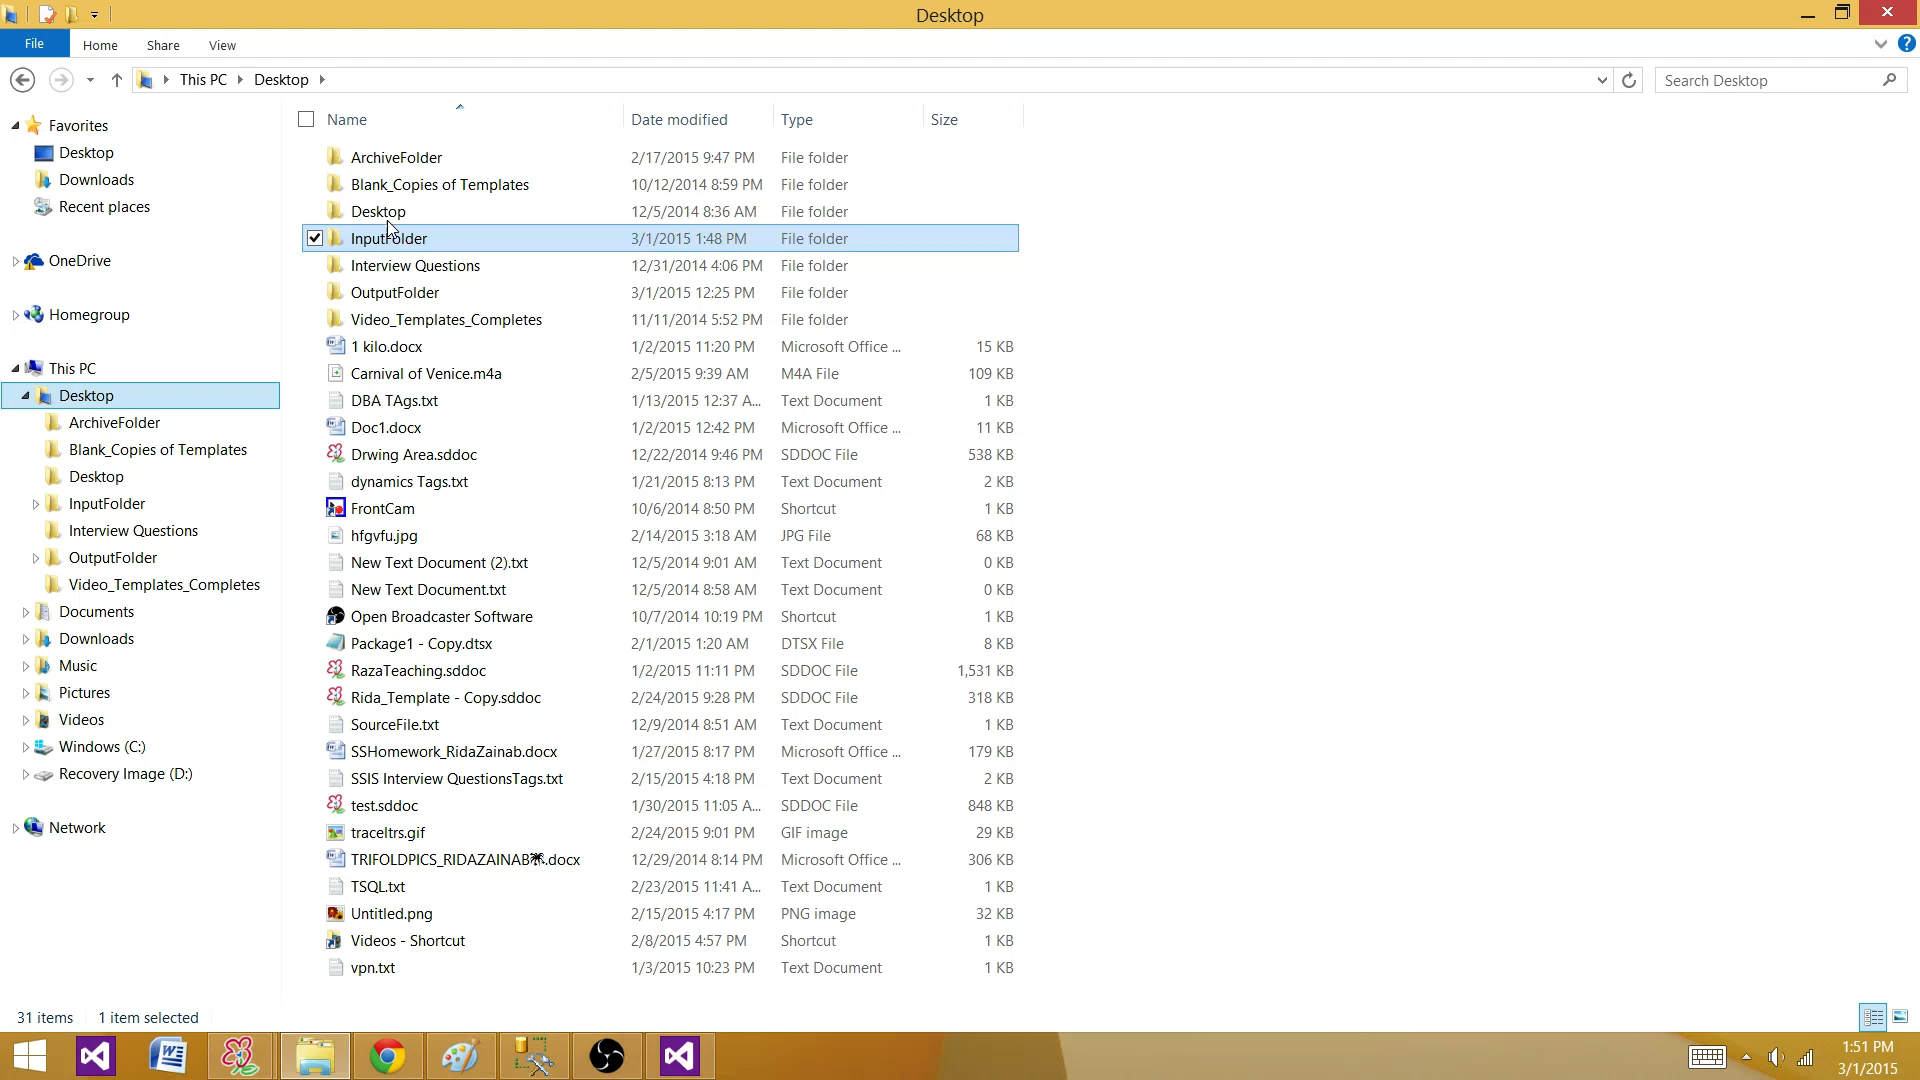 Desktop
File Home Share View
This PC Desktop Search Desktop
Name Date modified Type Size
Favorites
Desktop
Downloads
Recent places
OneDrive
Homegroup
This PC
Desktop
ArchiveFolder
Blank_Copies of Templates
Desktop
InputFolder
Interview Questions
OutputFolder
Video_Templates_Completes
Documents
Downloads
Music
Pictures
Videos
Windows (C:)
Recovery Image (D:)
Network
ArchiveFolder 2/17/2015 9:47 PM File folder
Blank_Copies of Templates 10/12/2014 8:59 PM File folder
Desktop 12/5/2014 8:36 AM File folder
InputFolder 3/1/2015 1:48 PM File folder
Interview Questions 12/31/2014 4:06 PM File folder
OutputFolder 3/1/2015 12:25 PM File folder
Video_Templates_Completes 11/11/2014 5:52 PM File folder
1 kilo.docx 1/2/2015 11:20 PM Microsoft Office ... 15 KB
Carnival of Venice.m4a 2/5/2015 9:39 AM M4A File 109 KB
DBA TAgs.txt 1/13/2015 12:37 A... Text Document 1 KB
Doc1.docx 1/2/2015 12:42 PM Microsoft Office ... 11 KB
Drwing Area.sddoc 12/22/2014 9:46 PM SDDOC File 538 KB
dynamics Tags.txt 1/21/2015 8:13 PM Text Document 2 KB
FrontCam 10/6/2014 8:50 PM Shortcut 1 KB
hfgvfu.jpg 2/14/2015 3:18 AM JPG File 68 KB
New Text Document (2).txt 12/5/2014 9:01 AM Text Document 0 KB
New Text Document.txt 12/5/2014 8:58 AM Text Document 0 KB
Open Broadcaster Software 10/7/2014 10:19 PM Shortcut 1 KB
Package1 - Copy.dtsx 2/1/2015 1:20 AM DTSX File 8 KB
RazaTeaching.sddoc 1/2/2015 11:11 PM SDDOC File 1,531 KB
Rida_Template - Copy.sddoc 2/24/2015 9:28 PM SDDOC File 318 KB
SourceFile.txt 12/9/2014 8:51 AM Text Document 1 KB
SSHomework_RidaZainab.docx 1/27/2015 8:17 PM Microsoft Office ... 179 KB
SSIS Interview QuestionsTags.txt 2/15/2015 4:18 PM Text Document 2 KB
test.sddoc 1/30/2015 11:05 A... SDDOC File 848 KB
traceltrs.gif 2/24/2015 9:01 PM GIF image 29 KB
TRIFOLDPICS_RIDAZAINAB🌴.docx 12/29/2014 8:14 PM Microsoft Office ... 306 KB
TSQL.txt 2/23/2015 11:41 A... Text Document 1 KB
Untitled.png 2/15/2015 4:17 PM PNG image 32 KB
Videos - Shortcut 2/8/2015 4:57 PM Shortcut 1 KB
vpn.txt 1/3/2015 10:23 PM Text Document 1 KB
31 items 1 item selected
1:51 PM
3/1/2015